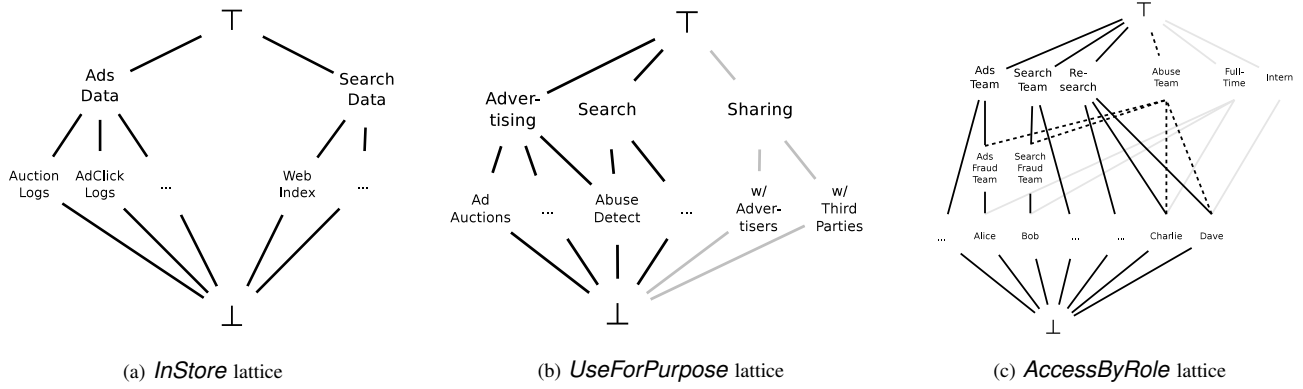 ⊤
Ads
Data
Search
Data
Auction
Logs
AdClick
Logs
...
Web
Index
...
⊥
(a) InStore lattice
⊤
Adver-
tising
Search
Sharing
Ad
Auctions
...
Abuse
Detect
...
w/
Adver-
tisers
w/
Third
Parties
⊥
(b) UseForPurpose lattice
⊤
Ads
Team
Search
Team
Re-
search
Abuse
Team
Full-
Time
Intern
Ads
Fraud
Team
Search
Fraud
Team
...
Alice
Bob
...
...
Charlie
Dave
⊥
(c) AccessByRole lattice